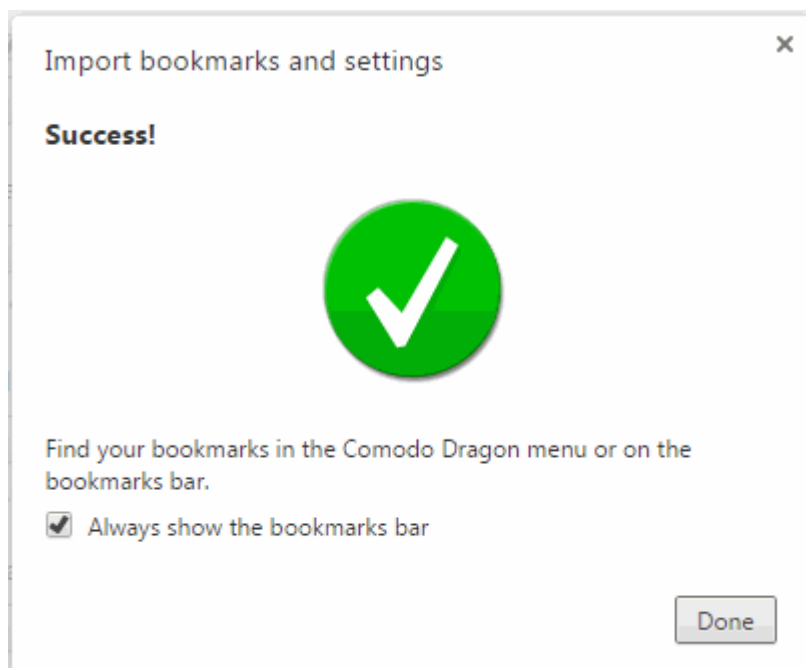 Import bookmarks and settings
Success!
Find your bookmarks in the Comodo Dragon menu or on the
bookmarks bar.
Always show the bookmarks bar
Done